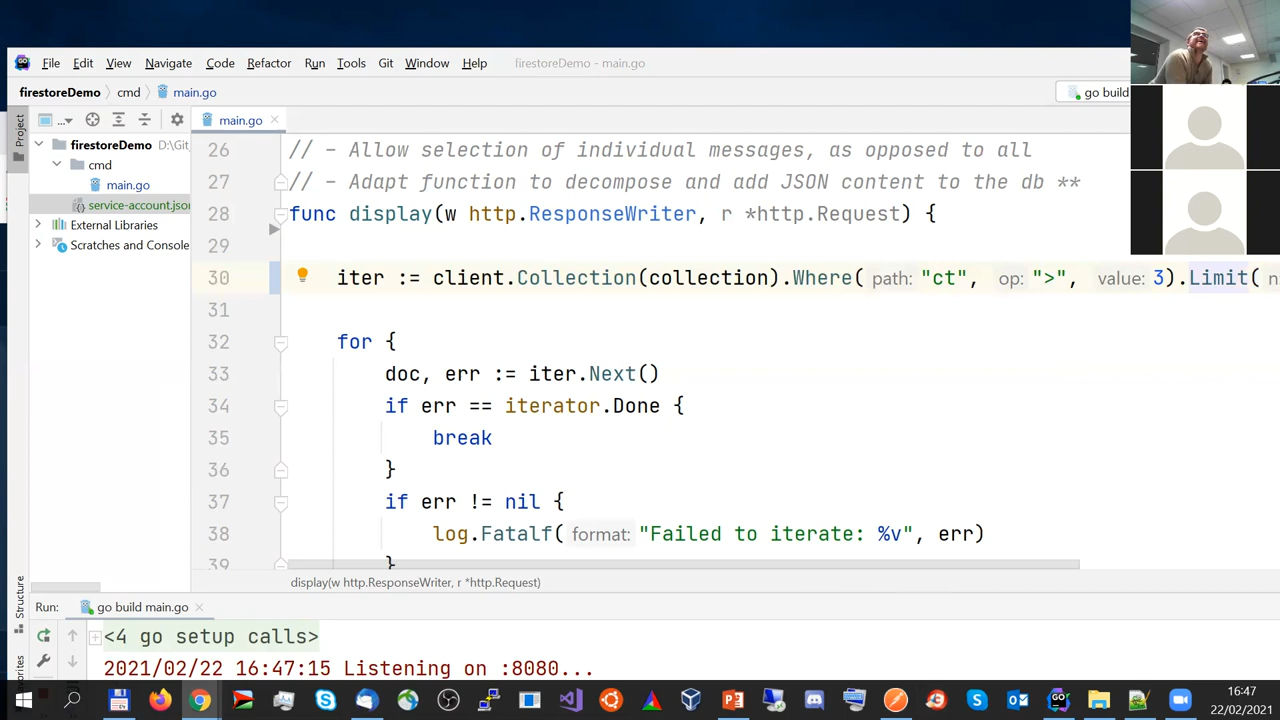 File Edit View Navigate Code Refactor Run Tools Git Window Help firestoreDemo - main.go
firestoreDemo cmd main.go go build
Project
... main.go
firestoreDemo D:\Git
cmd
main.go
service-account.json
External Libraries
Scratches and Console
26 // - Allow selection of individual messages, as opposed to all
27 // - Adapt function to decompose and add JSON content to the db **
28 func display(w http.ResponseWriter, r *http.Request) {
29
30 iter := client.Collection(collection).Where( path: "ct", op: ">", value: 3).Limit( n
31
32 for {
33 doc, err := iter.Next()
34 if err == iterator.Done {
35 break
36 }
37 if err != nil {
38 log.Fatalf( format: "Failed to iterate: %v", err)
39 }
display(w http.ResponseWriter, r *http.Request)
Structure
Favorites
Run: go build main.go
<4 go setup calls>
2021/02/22 16:47:15 Listening on :8080...
16:47
22/02/2021